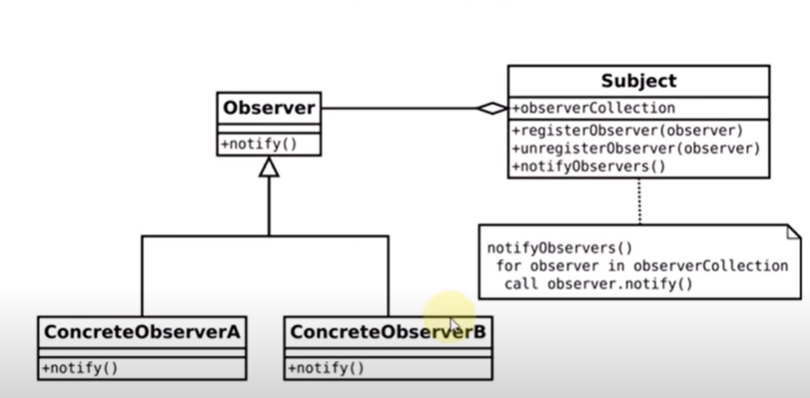 Observer
+notify()
Subject
+observerCollection
+registerObserver(observer)
+unregisterObserver(observer)
+notifyObservers()
notifyObservers()
for observer in observerCollection
call observer.notify()
ConcreteObserverA
+notify()
ConcreteObserverB
+notify()